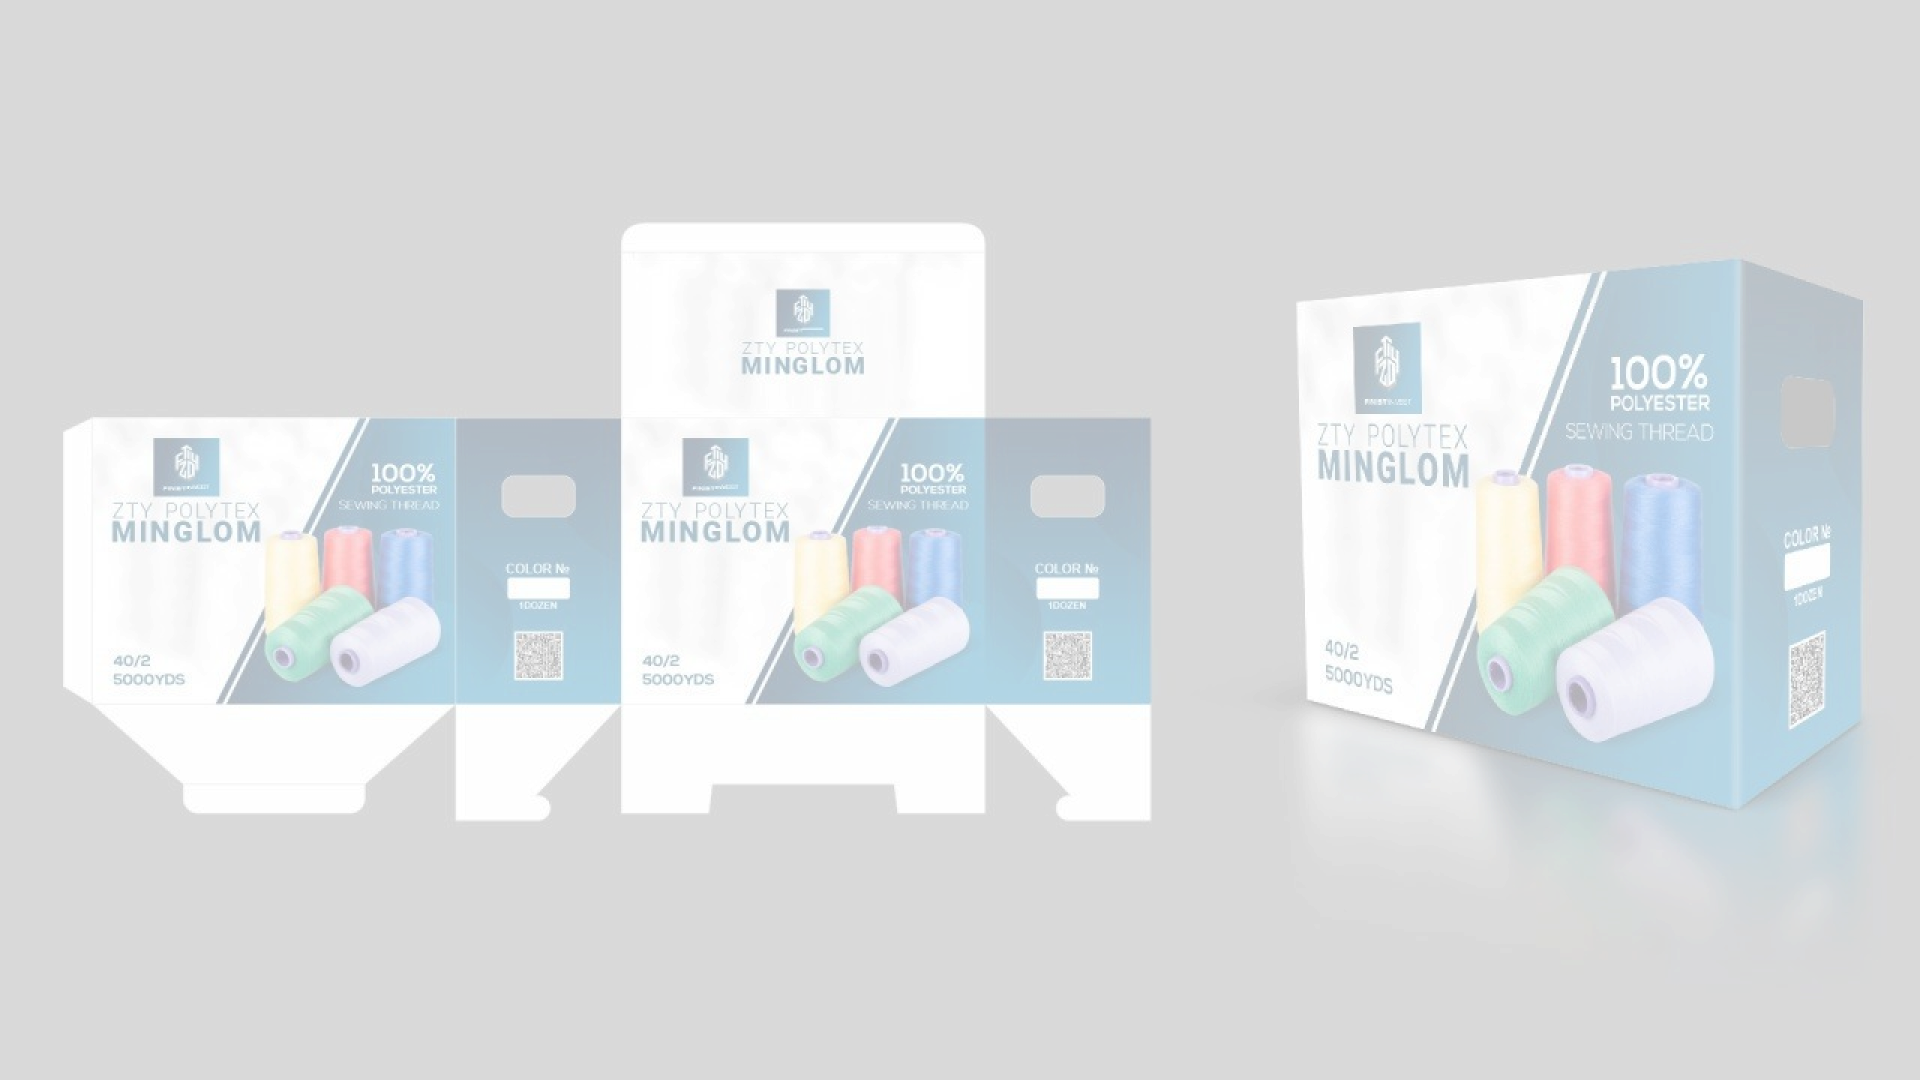 ZTY POLYTEX
MINGLOM
100%
POLYESTER
SEWING THREAD
ZTY POLYTEX
MINGLOM
40/2
5000YDS
COLOR №
1DOZEN
100%
POLYESTER
SEWING THREAD
ZTY POLYTEX
MINGLOM
40/2
5000YDS
COLOR №
1DOZEN
100%
POLYESTER
SEWING THREAD
ZTY POLYTEX
MINGLOM
40/2
5000YDS
COLOR №
1DOZEN